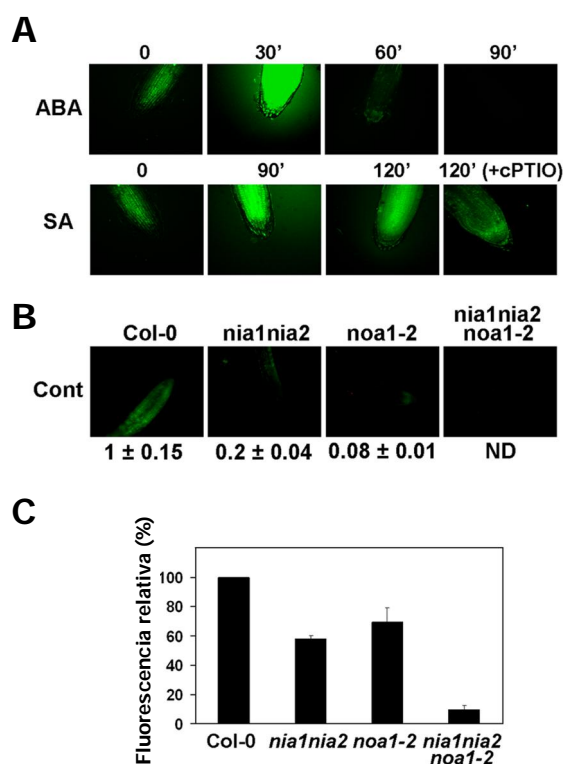 A
0 30’ 60’ 90’
ABA
0 90’ 120’ 120’ (+cPTIO)
SA
B
Col-0 nia1nia2 noa1-2 nia1nia2
noa1-2
Cont
1 ± 0.15 0.2 ± 0.04 0.08 ± 0.01 ND
C
Fluorescencia relativa (%)
100
80
60
40
20
0
Col-0 nia1nia2 noa1-2 nia1nia2
noa1-2